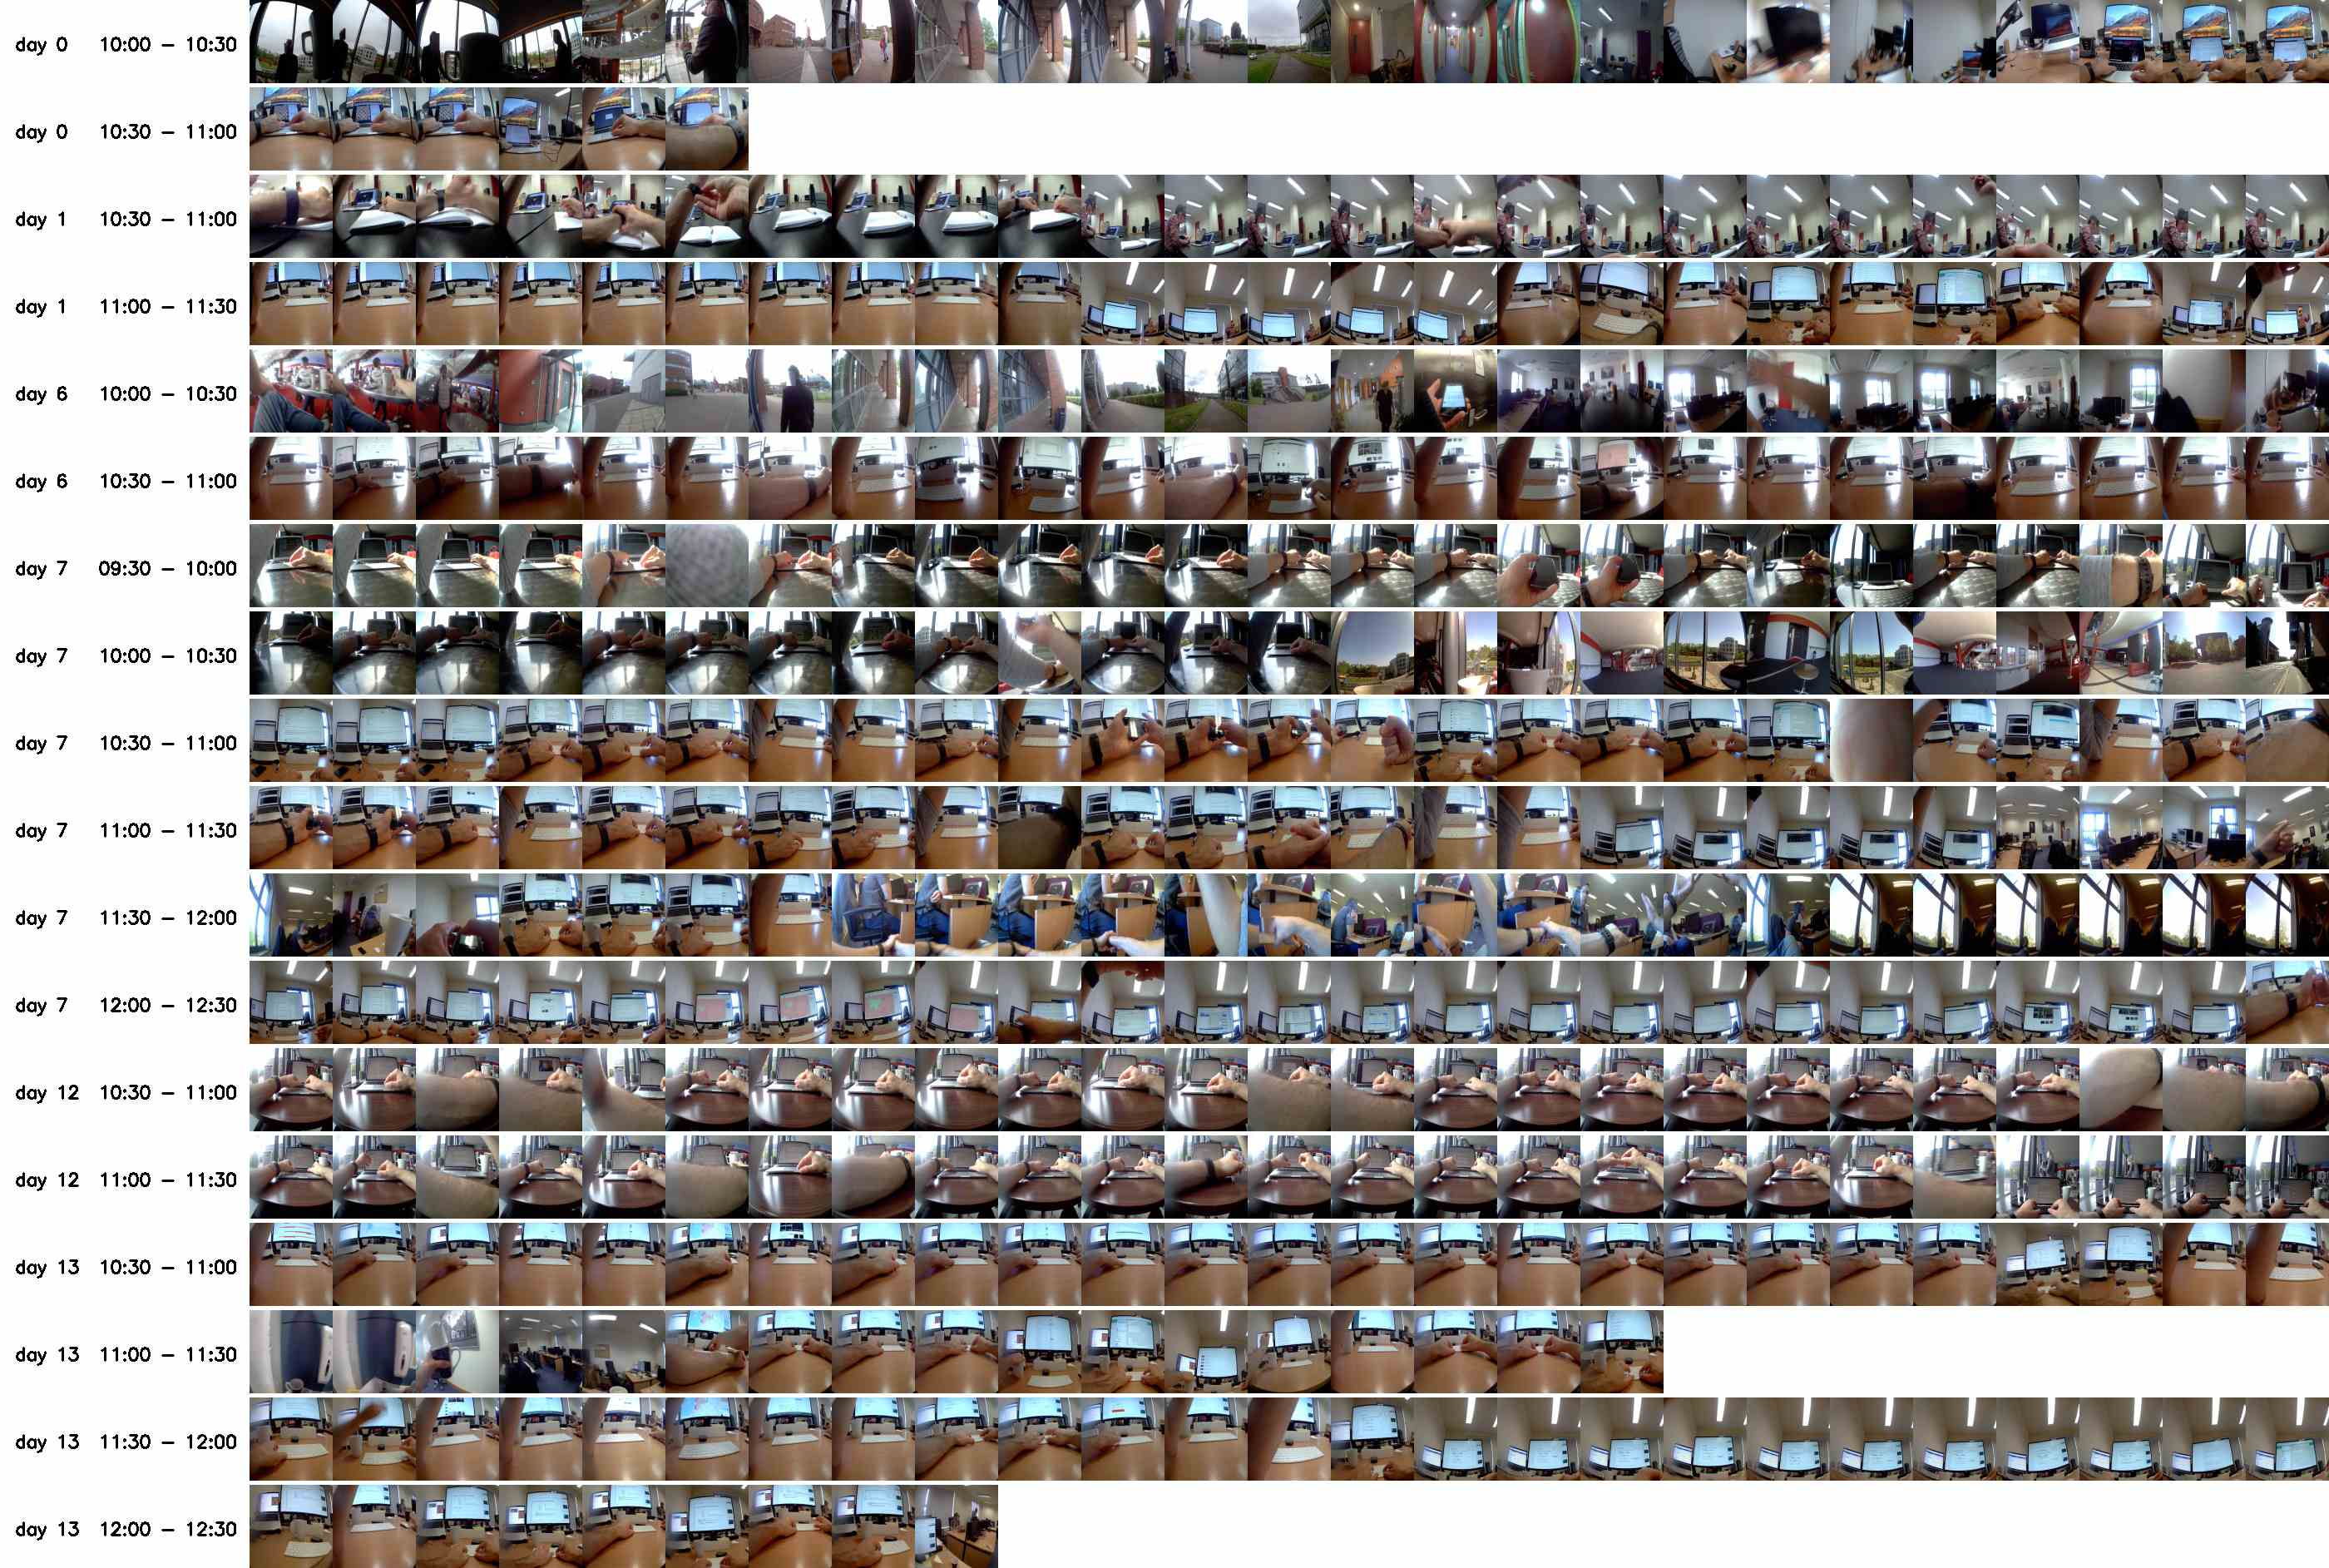 day 0 10:00 – 10:30
day 0 10:30 – 11:00
day 1 10:30 – 11:00
day 1 11:00 – 11:30
day 6 10:00 – 10:30
day 6 10:30 – 11:00
day 7 09:30 – 10:00
day 7 10:00 – 10:30
day 7 10:30 – 11:00
day 7 11:00 – 11:30
day 7 11:30 – 12:00
day 7 12:00 – 12:30
day 12 10:30 – 11:00
day 12 11:00 – 11:30
day 13 10:30 – 11:00
day 13 11:00 – 11:30
day 13 11:30 – 12:00
day 13 12:00 – 12:30